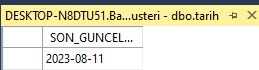 DESKTOP-N8DTU51.Ba...usteri - dbo.tarih
SON_GUNCEL...
2023-08-11